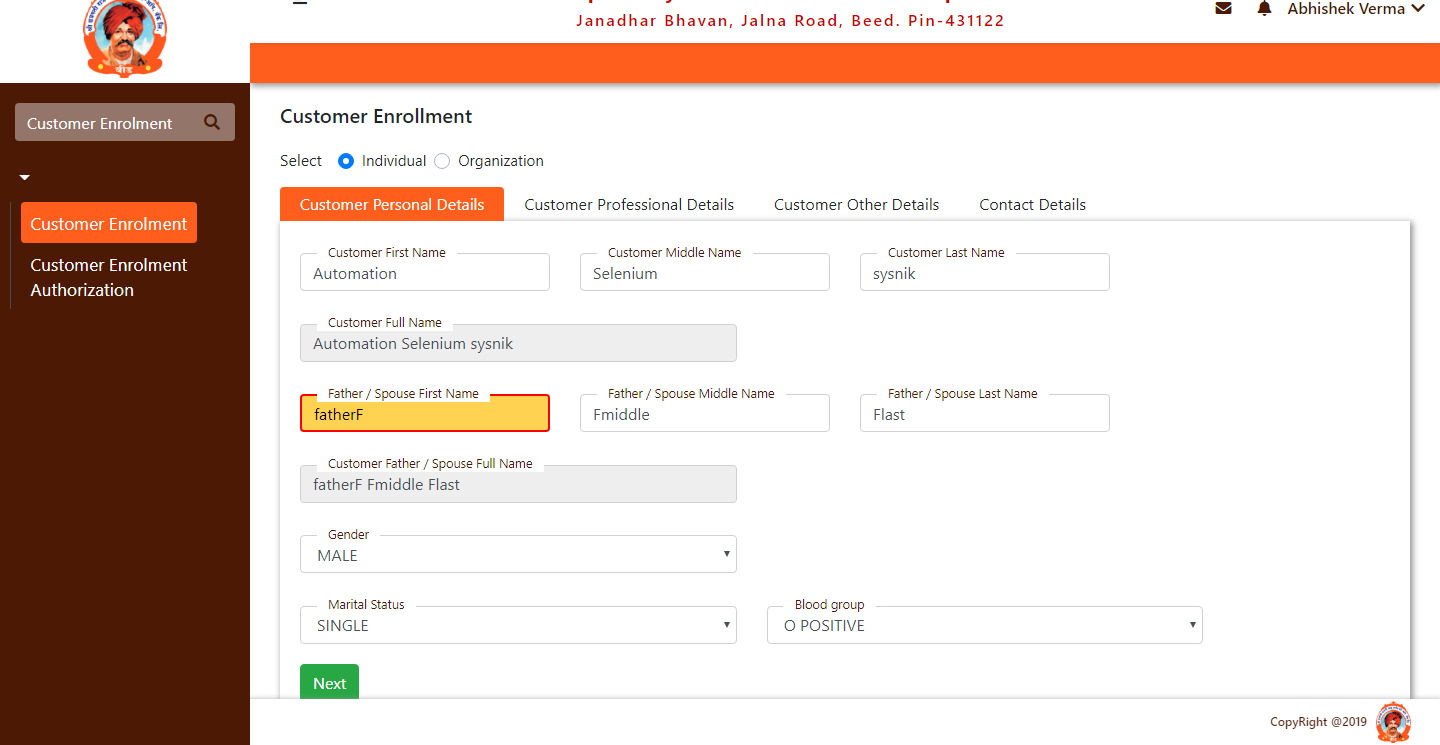 Janadhar Bhavan, Jalna Road, Beed. Pin-431122
Abhishek Verma
बीड
Customer Enrolment
Customer Enrolment
Customer Enrolment
Authorization
Customer Enrollment
Select Individual Organization
Customer Personal Details Customer Professional Details Customer Other Details Contact Details
Customer First Name Customer Middle Name Customer Last Name
Automation Selenium sysnik
Customer Full Name
Automation Selenium sysnik
Father / Spouse First Name Father / Spouse Middle Name Father / Spouse Last Name
fatherF Fmiddle Flast
Customer Father / Spouse Full Name
fatherF Fmiddle Flast
Gender
MALE
Marital Status Blood group
SINGLE O POSITIVE
Next
CopyRight @2019